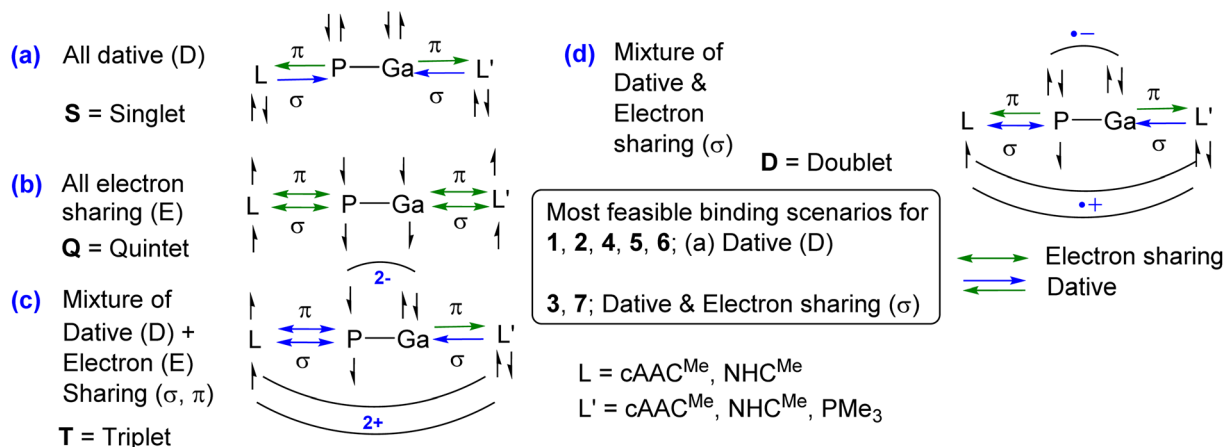 (a) All dative (D)
S = Singlet
L π σ P — Ga π σ L'
(b) All electron
sharing (E)
Q = Quintet
L π σ P — Ga π σ L'
(c) Mixture of
Dative (D) +
Electron (E)
Sharing (σ, π)
T = Triplet
2-
L π σ P — Ga π σ L'
2+
(d) Mixture of
Dative &
Electron
sharing (σ)
D = Doublet
•−
L π σ P — Ga π σ L'
•+
Most feasible binding scenarios for
1, 2, 4, 5, 6; (a) Dative (D)
3, 7; Dative & Electron sharing (σ)
Electron sharing
Dative
L = cAAC^Me, NHC^Me
L' = cAAC^Me, NHC^Me, PMe₃